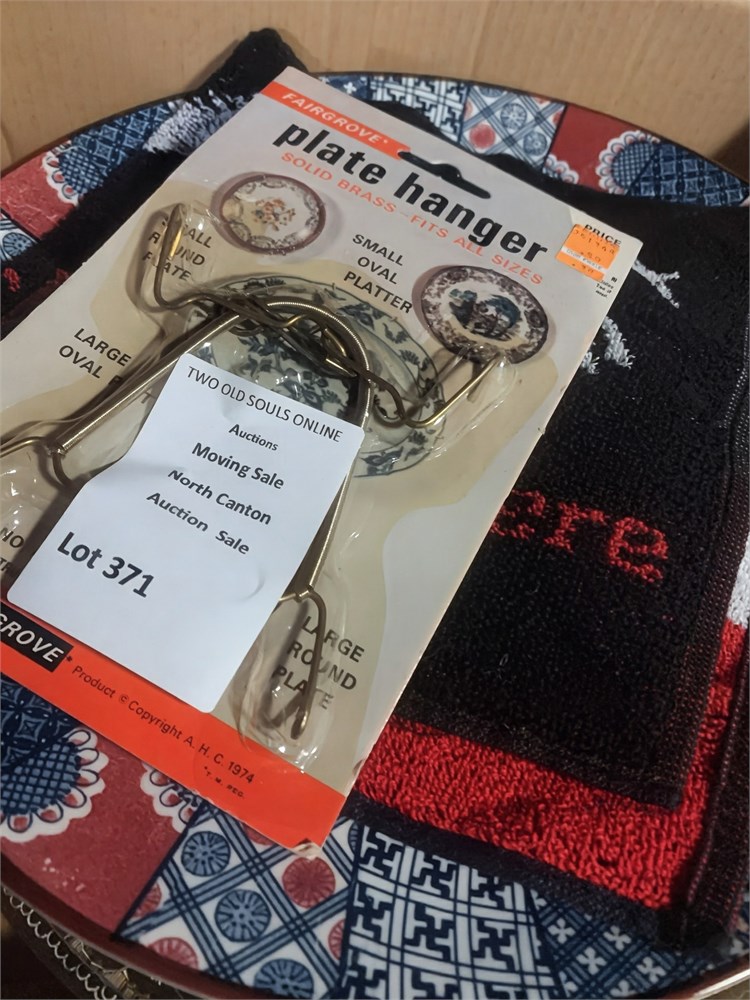 FAIRGROVE®
plate hanger
SOLID BRASS - FITS ALL SIZES
PRICE
SMALL
ROUND
PLATE
SMALL
OVAL
PLATTER
LARGE
OVAL
TWO OLD SOULS ONLINE
Auctions
Moving Sale
North Canton
Auction Sale
Lot 371
LARGE
ROUND
PLATE
GROVE
Product © Copyright A. H. C. 1974
*T. M. REG.
ere